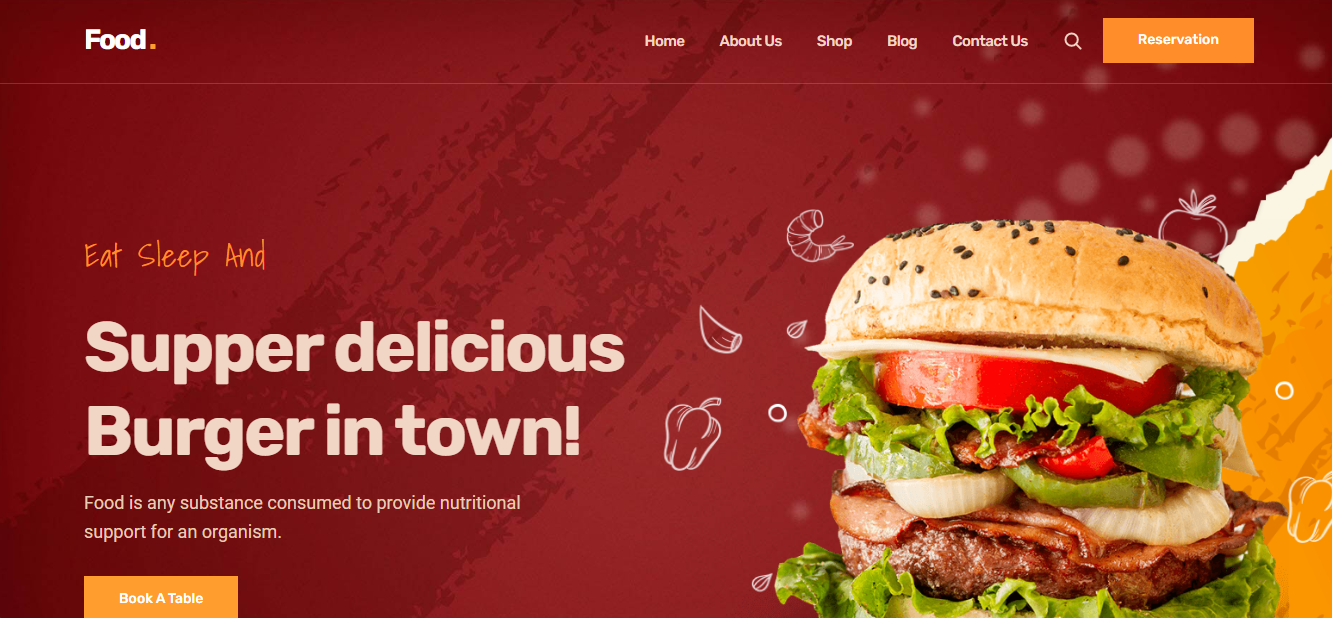 Food.
Home About Us Shop Blog Contact Us Reservation
Eat Sleep And
Supper delicious
Burger in town!
Food is any substance consumed to provide nutritional
support for an organism.
Book A Table